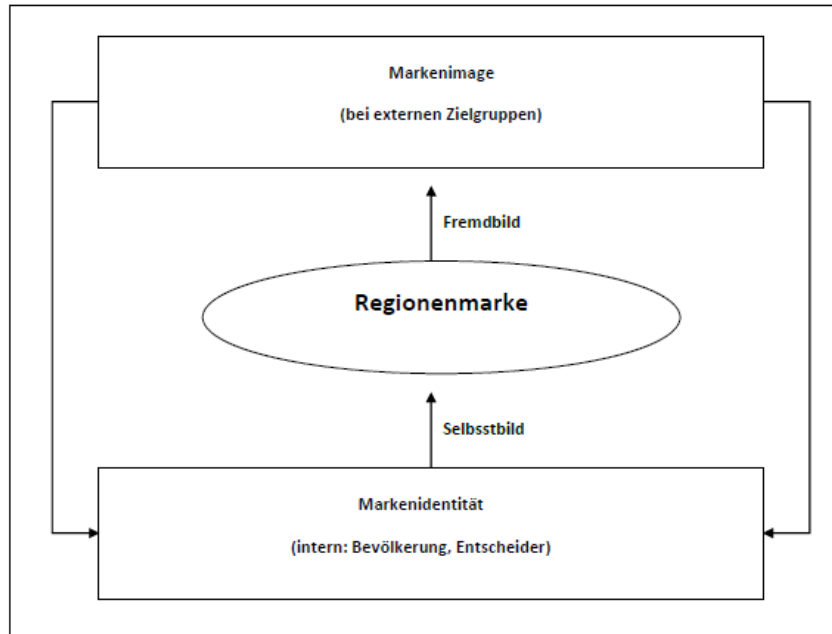 Markenimage
(bei externen Zielgruppen)
Fremdbild
Regionenmarke
Selbsstbild
Markenidentität
(intern: Bevölkerung, Entscheider)